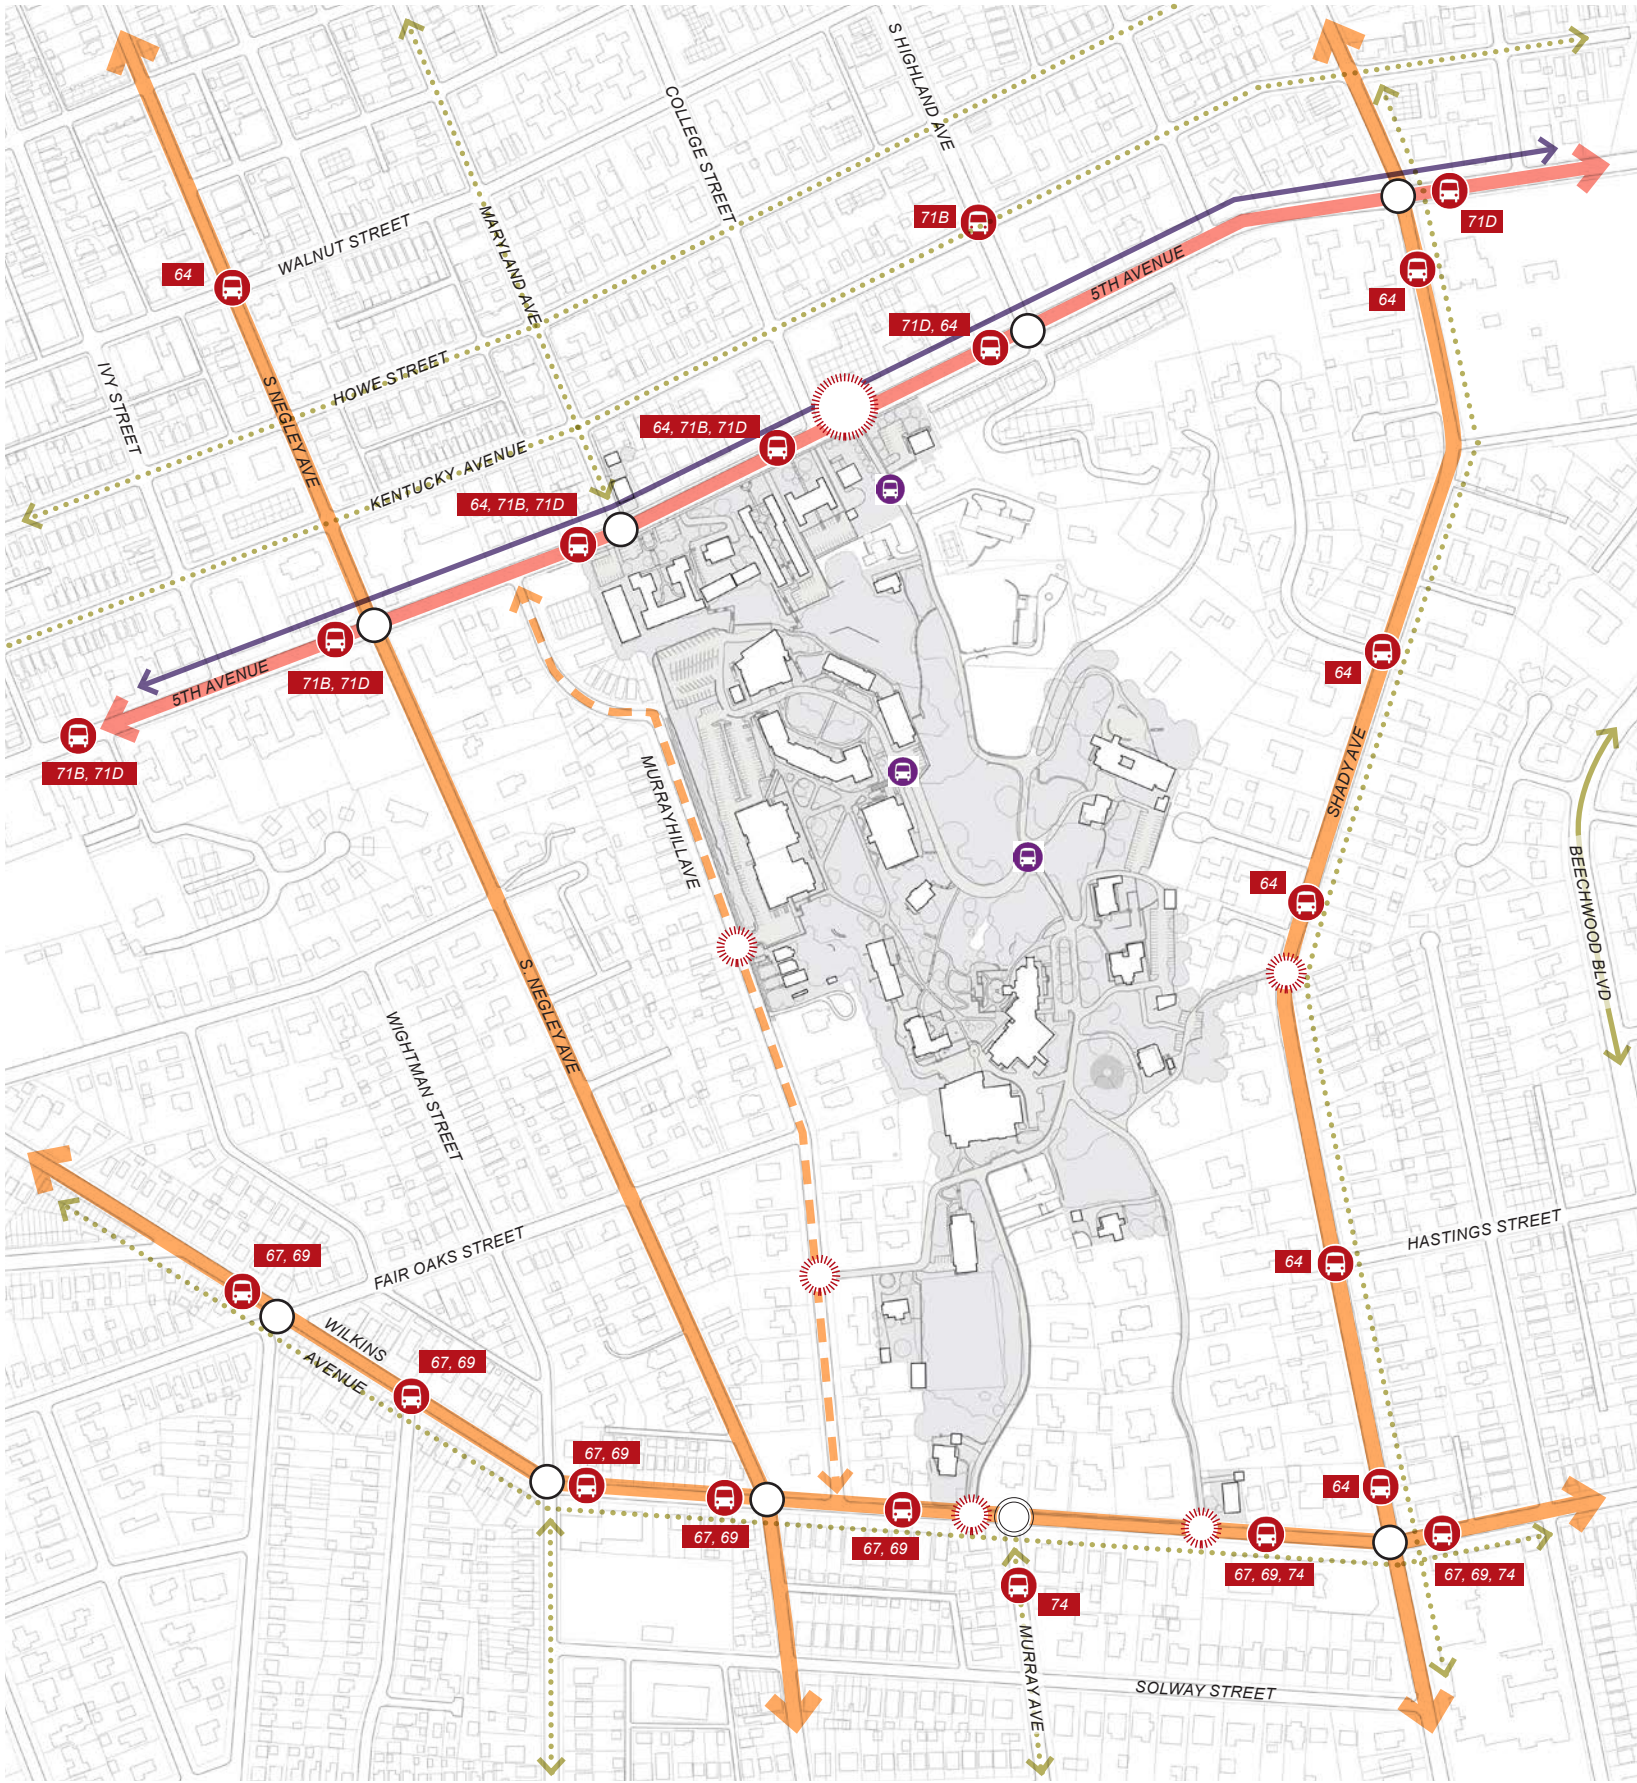 S HIGHLAND AVE
COLLEGE STREET
71B
71D
WALNUT STREET
MARYLAND AVE
64
5TH AVENUE
64
71D, 64
IVY STREET
HOWE STREET
S NEGLEY AVE
64, 71B, 71D
KENTUCKY AVENUE
64, 71B, 71D
5TH AVENUE
71B, 71D
64
71B, 71D
MURRAYHILL AVE
SHADY AVE
64
BEECHWOOD BLVD
S. NEGLEY AVE
WIGHTMAN STREET
HASTINGS STREET
67, 69
FAIR OAKS STREET
64
WILKINS
AVENUE
67, 69
67, 69
64
67, 69
67, 69
67, 69, 74
67, 69, 74
74
MURRAY AVE
SOLWAY STREET